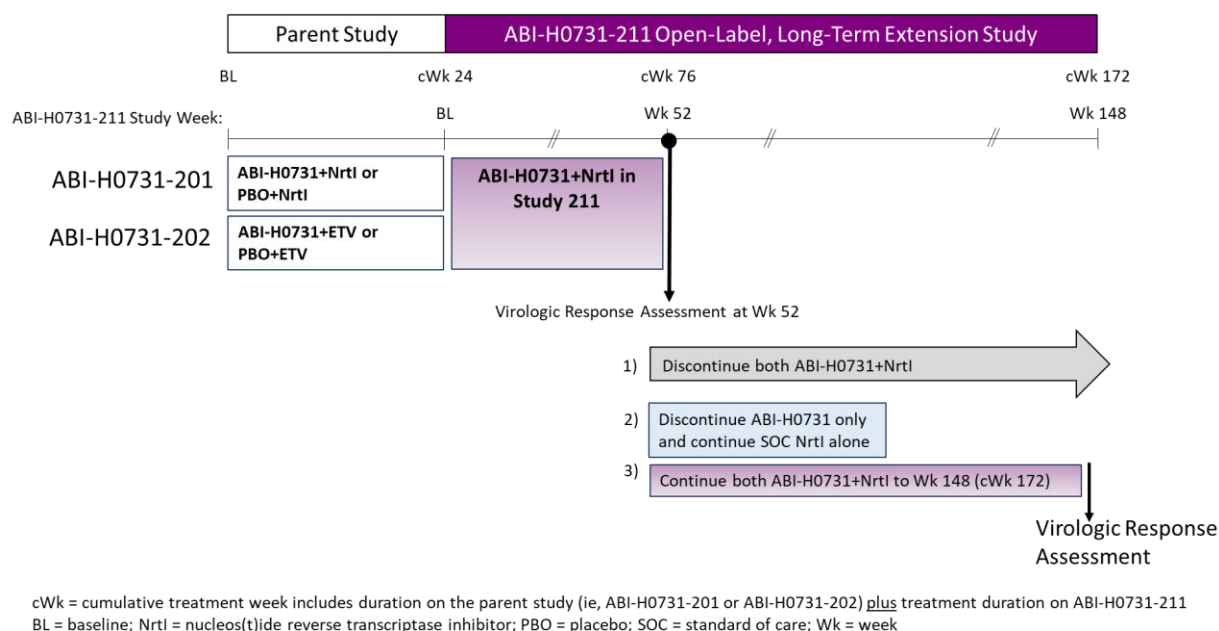 Parent Study
ABI-H0731-211 Open-Label, Long-Term Extension Study
BL
cWk 24
cWk 76
cWk 172
ABI-H0731-211 Study Week:
BL
Wk 52
Wk 148
ABI-H0731-201
ABI-H0731+NrtI or
PBO+NrtI
ABI-H0731+NrtI in
Study 211
ABI-H0731-202
ABI-H0731+ETV or
PBO+ETV
Virologic Response Assessment at Wk 52
1) Discontinue both ABI-H0731+NrtI
2) Discontinue ABI-H0731 only
and continue SOC NrtI alone
3) Continue both ABI-H0731+NrtI to Wk 148 (cWk 172)
Virologic Response
Assessment
cWk = cumulative treatment week includes duration on the parent study (ie, ABI-H0731-201 or ABI-H0731-202) plus treatment duration on ABI-H0731-211
BL = baseline; NrtI = nucleos(t)ide reverse transcriptase inhibitor; PBO = placebo; SOC = standard of care; Wk = week